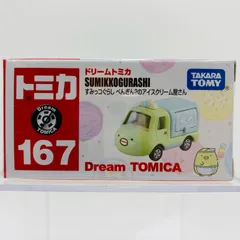 トミカ
Dream
TOMICA
167
ドリームトミカ
SUMIKKOGURASHI
すみっコぐらし ぺんぎん?のアイスクリーム屋さん
TAKARA
TOMY
Dream TOMICA